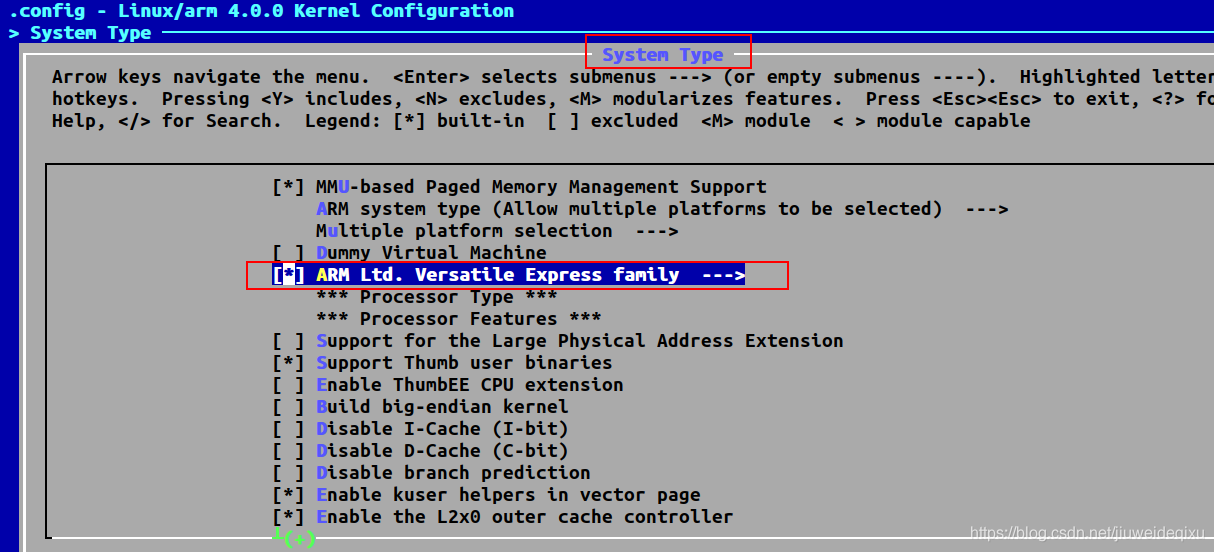 .config - Linux/arm 4.0.0 Kernel Configuration
> System Type
System Type
Arrow keys navigate the menu.  <Enter> selects submenus ---> (or empty submenus ----).  Highlighted letter
hotkeys.  Pressing <Y> includes, <N> excludes, <M> modularizes features.  Press <Esc><Esc> to exit, <?> fo
Help, </> for Search.  Legend: [*] built-in  [ ] excluded  <M> module  < > module capable
[*] MMU-based Paged Memory Management Support
ARM system type (Allow multiple platforms to be selected)  --->
Multiple platform selection  --->
[ ] Dummy Virtual Machine
[*] ARM Ltd. Versatile Express family  --->
*** Processor Type ***
*** Processor Features ***
[ ] Support for the Large Physical Address Extension
[*] Support Thumb user binaries
[ ] Enable ThumbEE CPU extension
[ ] Build big-endian kernel
[ ] Disable I-Cache (I-bit)
[ ] Disable D-Cache (C-bit)
[ ] Disable branch prediction
[*] Enable kuser helpers in vector page
[*] Enable the L2x0 outer cache controller
(+)
https://blog.csdn.net/jiuweideqixu